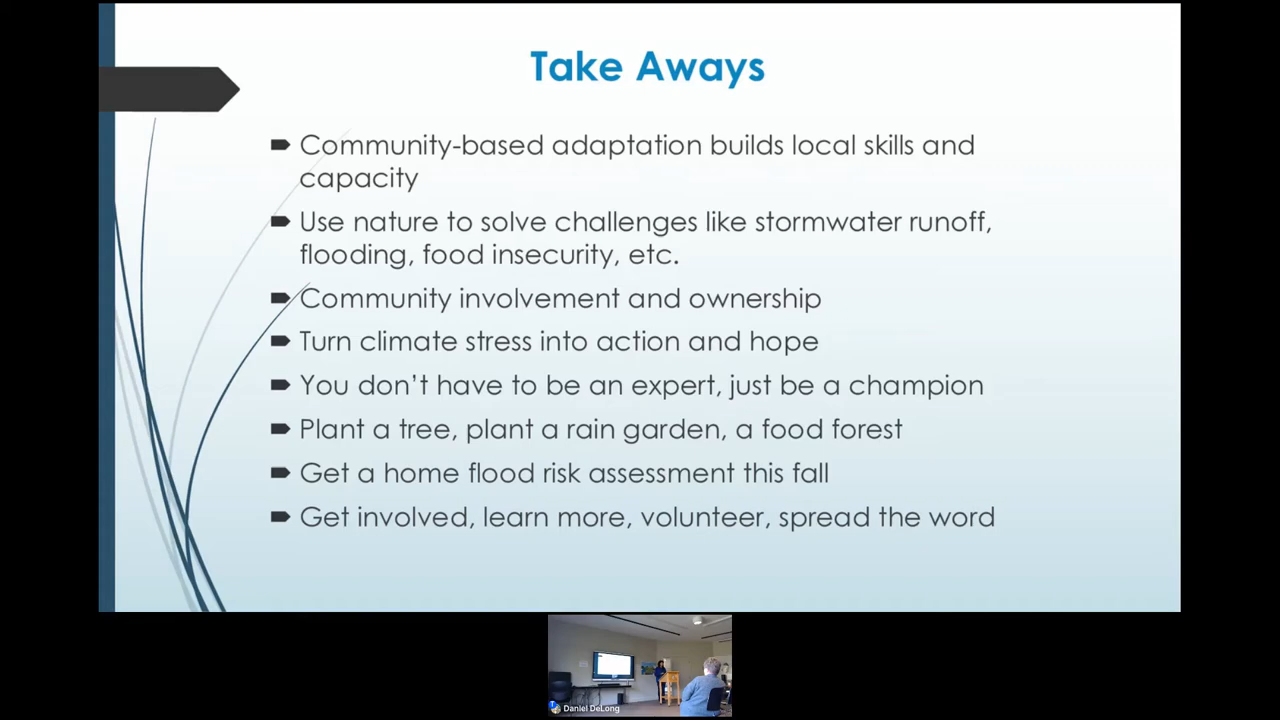 Take Aways
Community-based adaptation builds local skills and
capacity
Use nature to solve challenges like stormwater runoff,
flooding, food insecurity, etc.
Community involvement and ownership
Turn climate stress into action and hope
You don't have to be an expert, just be a champion
Plant a tree, plant a rain garden, a food forest
Get a home flood risk assessment this fall
Get involved, learn more, volunteer, spread the word
Daniel DeLong